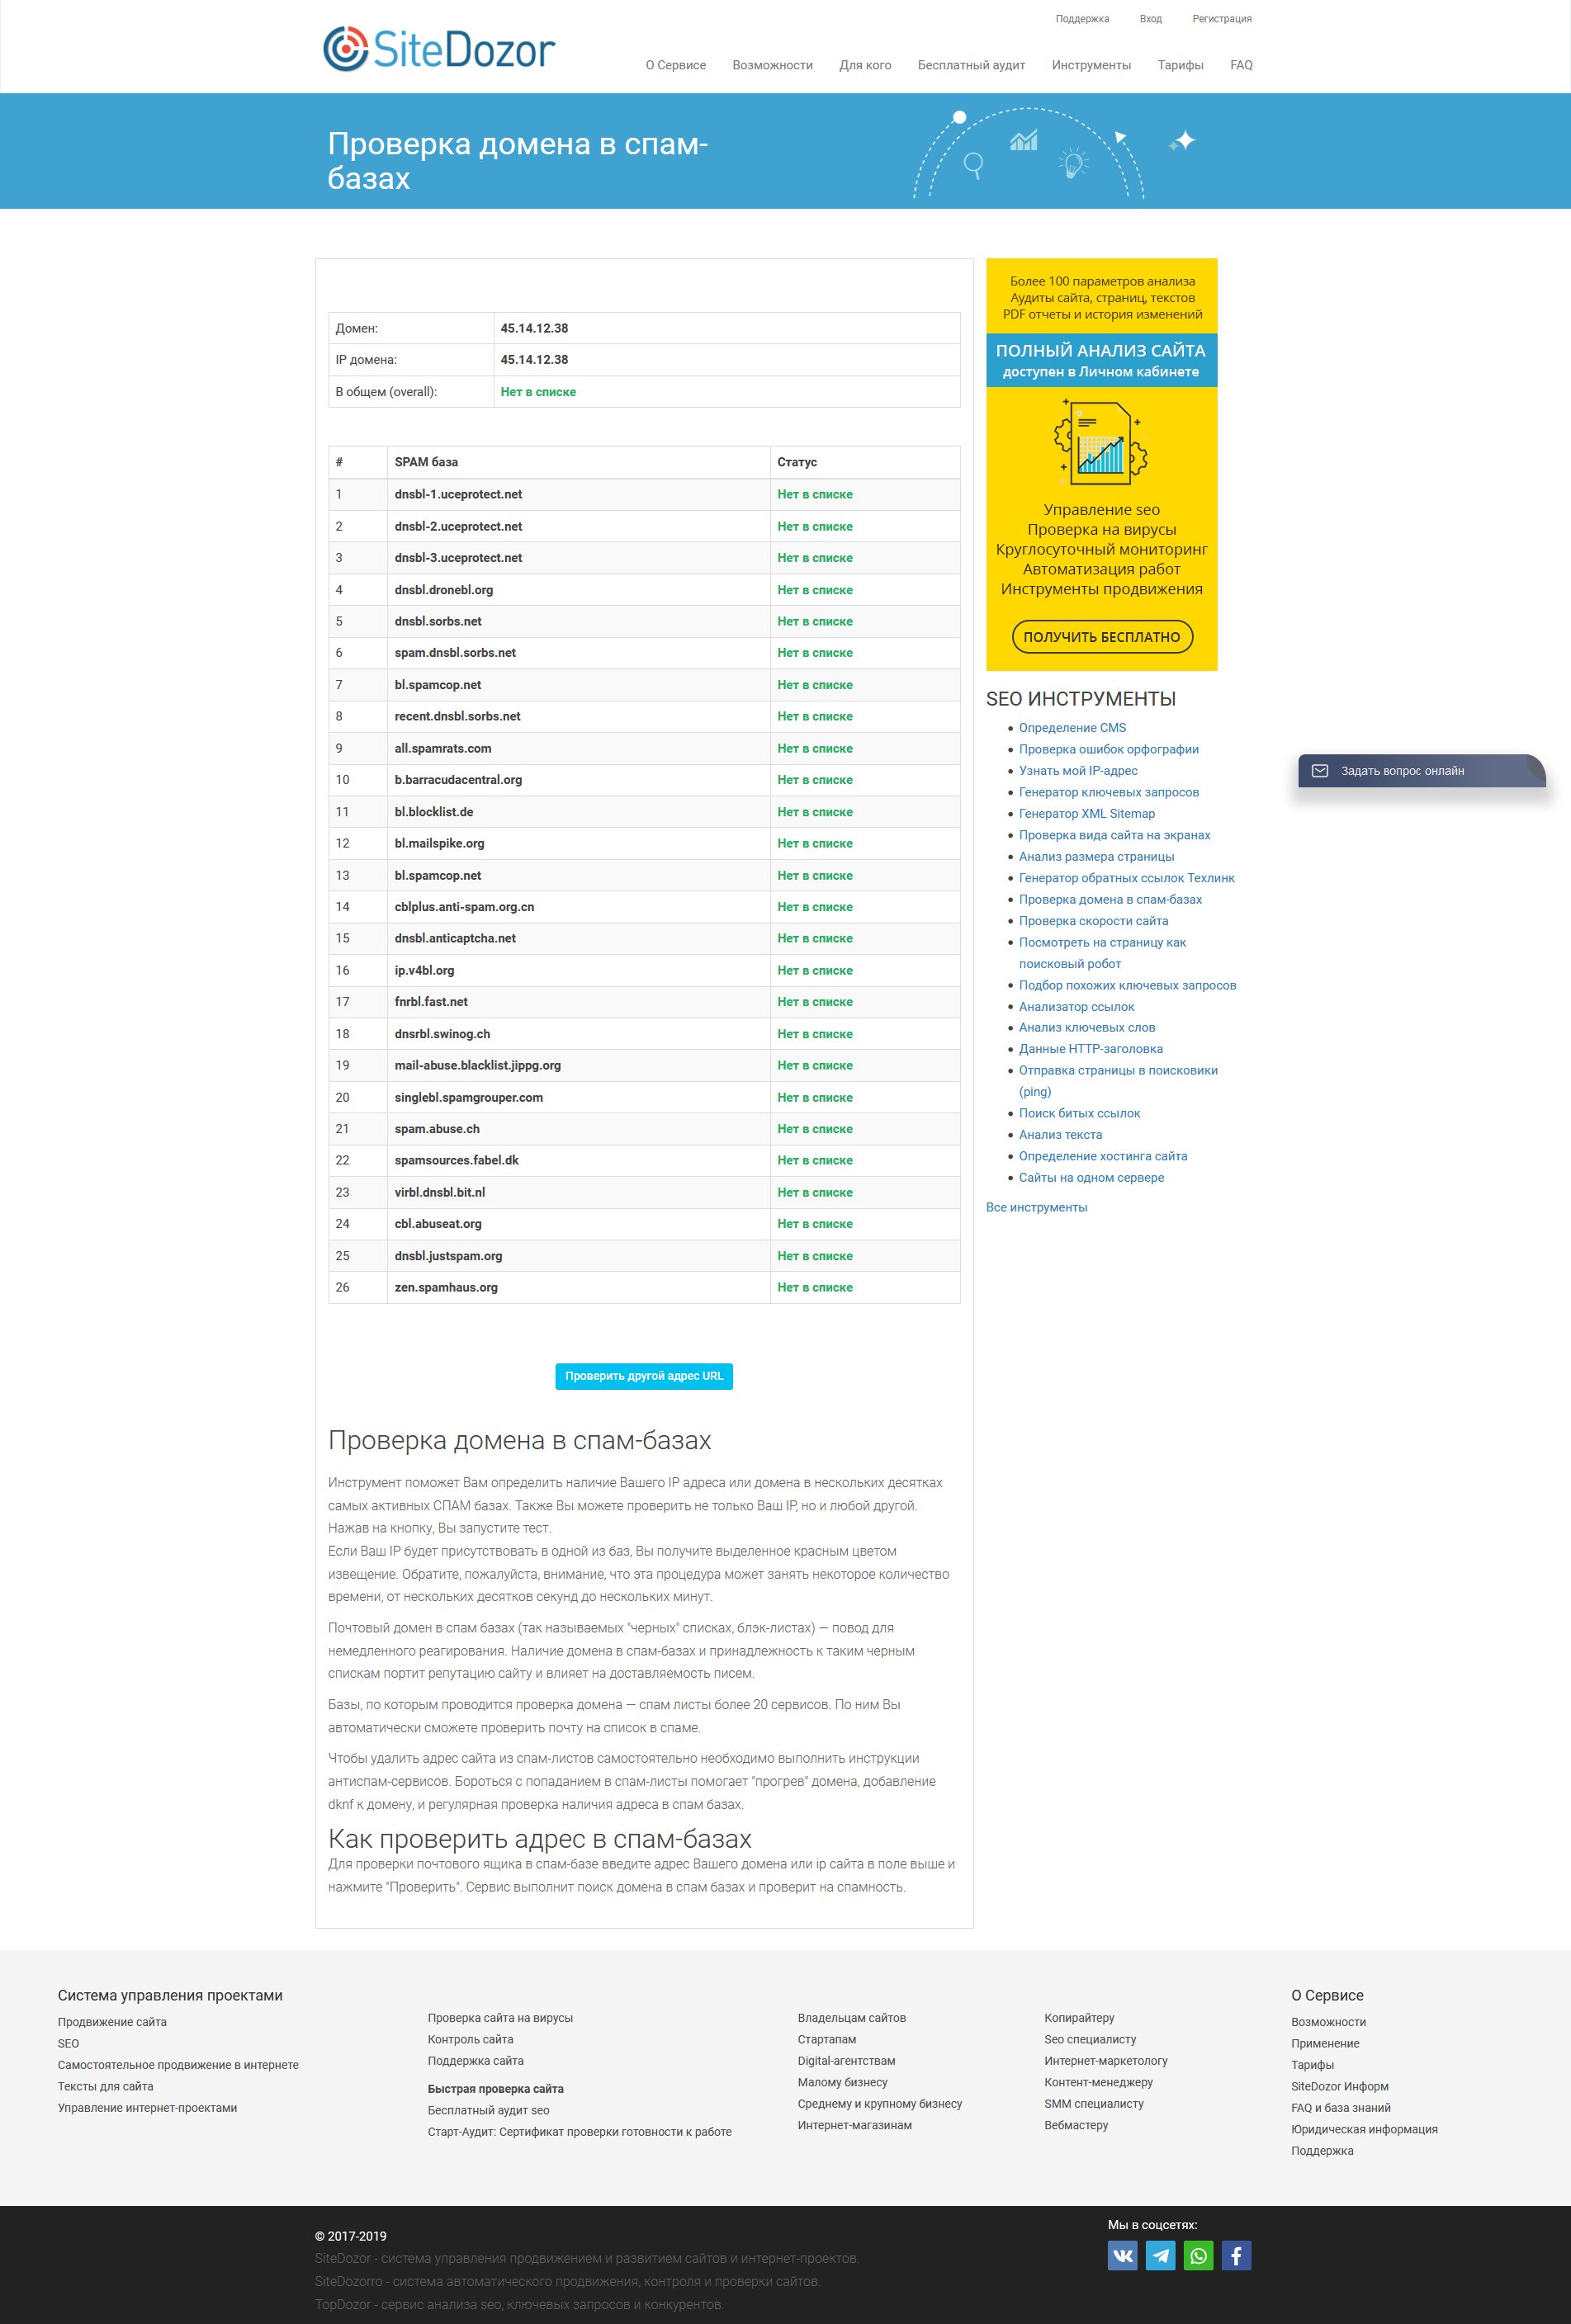 Поддержка Вход Регистрация
SiteDozor
О Сервисе Возможности Для кого Бесплатный аудит Инструменты Тарифы FAQ
Проверка домена в спам-
базах
Домен: 45.14.12.38
IP домена: 45.14.12.38
В общем (overall): Нет в списке
# SPAM база Статус
1 dnsbl-1.uceprotect.net Нет в списке
2 dnsbl-2.uceprotect.net Нет в списке
3 dnsbl-3.uceprotect.net Нет в списке
4 dnsbl.dronebl.org Нет в списке
5 dnsbl.sorbs.net Нет в списке
6 spam.dnsbl.sorbs.net Нет в списке
7 bl.spamcop.net Нет в списке
8 recent.dnsbl.sorbs.net Нет в списке
9 all.spamrats.com Нет в списке
10 b.barracudacentral.org Нет в списке
11 bl.blocklist.de Нет в списке
12 bl.mailspike.org Нет в списке
13 bl.spamcop.net Нет в списке
14 cblplus.anti-spam.org.cn Нет в списке
15 dnsbl.anticaptcha.net Нет в списке
16 ip.v4bl.org Нет в списке
17 fnrbl.fast.net Нет в списке
18 dnsrbl.swinog.ch Нет в списке
19 mail-abuse.blacklist.jippg.org Нет в списке
20 singlebl.spamgrouper.com Нет в списке
21 spam.abuse.ch Нет в списке
22 spamsources.fabel.dk Нет в списке
23 virbl.dnsbl.bit.nl Нет в списке
24 cbl.abuseat.org Нет в списке
25 dnsbl.justspam.org Нет в списке
26 zen.spamhaus.org Нет в списке
Проверить другой адрес URL
Проверка домена в спам-базах
Инструмент поможет Вам определить наличие Вашего IP адреса или домена в нескольких десятках
самых активных СПАМ базах. Также Вы можете проверить не только Ваш IP, но и любой другой.
Нажав на кнопку, Вы запустите тест.
Если Ваш IP будет присутствовать в одной из баз, Вы получите выделенное красным цветом
извещение. Обратите, пожалуйста, внимание, что эта процедура может занять некоторое количество
времени, от нескольких десятков секунд до нескольких минут.
Почтовый домен в спам базах (так называемых "черных" списках, блэк-листах) — повод для
немедленного реагирования. Наличие домена в спам-базах и принадлежность к таким черным
спискам портит репутацию сайту и влияет на доставляемость писем.
Базы, по которым проводится проверка домена — спам листы более 20 сервисов. По ним Вы
автоматически сможете проверить почту на список в спаме.
Чтобы удалить адрес сайта из спам-листов самостоятельно необходимо выполнить инструкции
антиспам-сервисов. Бороться с попаданием в спам-листы помогает "прогрев" домена, добавление
dknf к домену, и регулярная проверка наличия адреса в спам базах.
Как проверить адрес в спам-базах
Для проверки почтового ящика в спам-базе введите адрес Вашего домена или ip сайта в поле выше и
нажмите "Проверить". Сервис выполнит поиск домена в спам базах и проверит на спамность.
Более 100 параметров анализа
Аудиты сайта, страниц, текстов
PDF отчеты и история изменений
ПОЛНЫЙ АНАЛИЗ САЙТА
доступен в Личном кабинете
Управление seo
Проверка на вирусы
Круглосуточный мониторинг
Автоматизация работ
Инструменты продвижения
ПОЛУЧИТЬ БЕСПЛАТНО
SEO ИНСТРУМЕНТЫ
Определение CMS
Проверка ошибок орфографии
Узнать мой IP-адрес
Генератор ключевых запросов
Генератор XML Sitemap
Проверка вида сайта на экранах
Анализ размера страницы
Генератор обратных ссылок Техлинк
Проверка домена в спам-базах
Проверка скорости сайта
Посмотреть на страницу как
поисковый робот
Подбор похожих ключевых запросов
Анализатор ссылок
Анализ ключевых слов
Данные HTTP-заголовка
Отправка страницы в поисковики
(ping)
Поиск битых ссылок
Анализ текста
Определение хостинга сайта
Сайты на одном сервере
Все инструменты
Задать вопрос онлайн
Система управления проектами
Продвижение сайта
SEO
Самостоятельное продвижение в интернете
Тексты для сайта
Управление интернет-проектами
Проверка сайта на вирусы
Контроль сайта
Поддержка сайта
Быстрая проверка сайта
Бесплатный аудит seo
Старт-Аудит: Сертификат проверки готовности к работе
Владельцам сайтов
Стартапам
Digital-агентствам
Малому бизнесу
Среднему и крупному бизнесу
Интернет-магазинам
Копирайтеру
Seo специалисту
Интернет-маркетологу
Контент-менеджеру
SMM специалисту
Вебмастеру
О Сервисе
Возможности
Применение
Тарифы
SiteDozor Информ
FAQ и база знаний
Юридическая информация
Поддержка
© 2017-2019
SiteDozor - система управления продвижением и развитием сайтов и интернет-проектов.
SiteDozorro - система автоматического продвижения, контроля и проверки сайтов.
TopDozor - сервис анализа seo, ключевых запросов и конкурентов.
Мы в соцсетях: